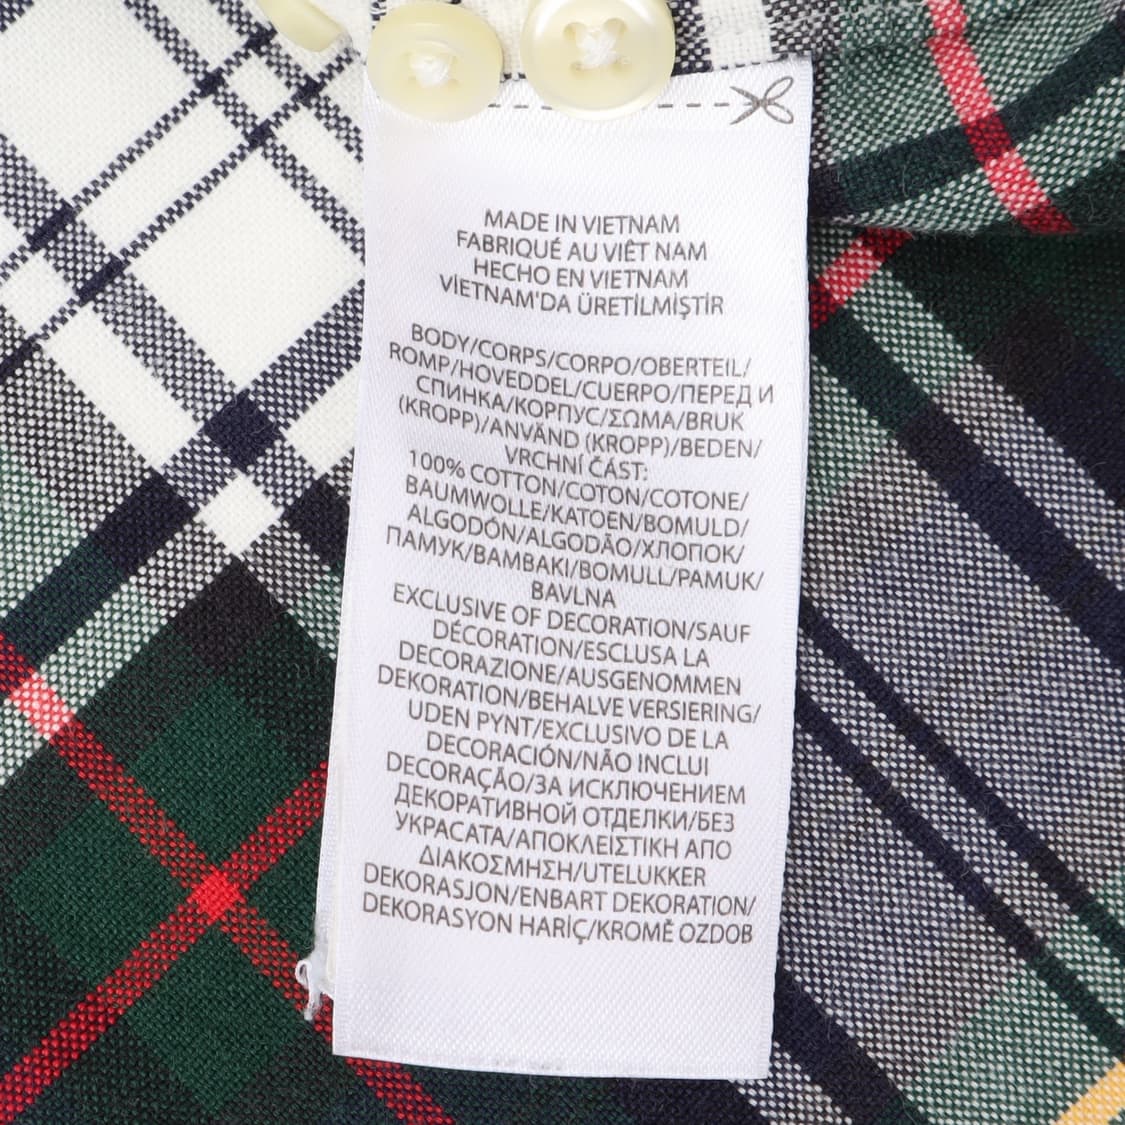 MADE IN VIETNAM
FABRIQUÉ AU VIÊT NAM
HECHO EN VIETNAM
VİETNAM'DA ÜRETİLMİŞTİR
BODY/CORPS/CORPO/OBERTEIL/
ROMP/HOVEDDEL/CUERPO/ПЕРЕД И
СПИНКА/КОРПУС/ΣΩΜΑ/BRUK
(KROPP)/ANVÄND (KROPP)/BEDEN/
VRCHNÍ ČÁST:
100% COTTON/COTON/COTONE/
BAUMWOLLE/KATOEN/BOMULD/
ALGODÓN/ALGODÃO/ХЛОПОК/
ПАМУК/ΒΑΜΒΑΚΙ/BOMULL/PAMUK/
BAVLNA
EXCLUSIVE OF DECORATION/SAUF
DÉCORATION/ESCLUSA LA
DECORAZIONE/AUSGENOMMEN
DEKORATION/BEHALVE VERSIERING/
UDEN PYNT/EXCLUSIVO DE LA
DECORACIÓN/NÃO INCLUI
DECORAÇÃO/ЗА ИСКЛЮЧЕНИЕМ
ДЕКОРАТИВНОЙ ОТДЕЛКИ/БЕЗ
УКРАСАТА/ΑΠΟΚΛΕΙΣΤΙΚΗ ΑΠΟ
ΔΙΑΚΟΣΜΗΣΗ/UTELUKKER
DEKORASJON/ENBART DEKORATION/
DEKORASYON HARİÇ/KROMĚ OZDOB